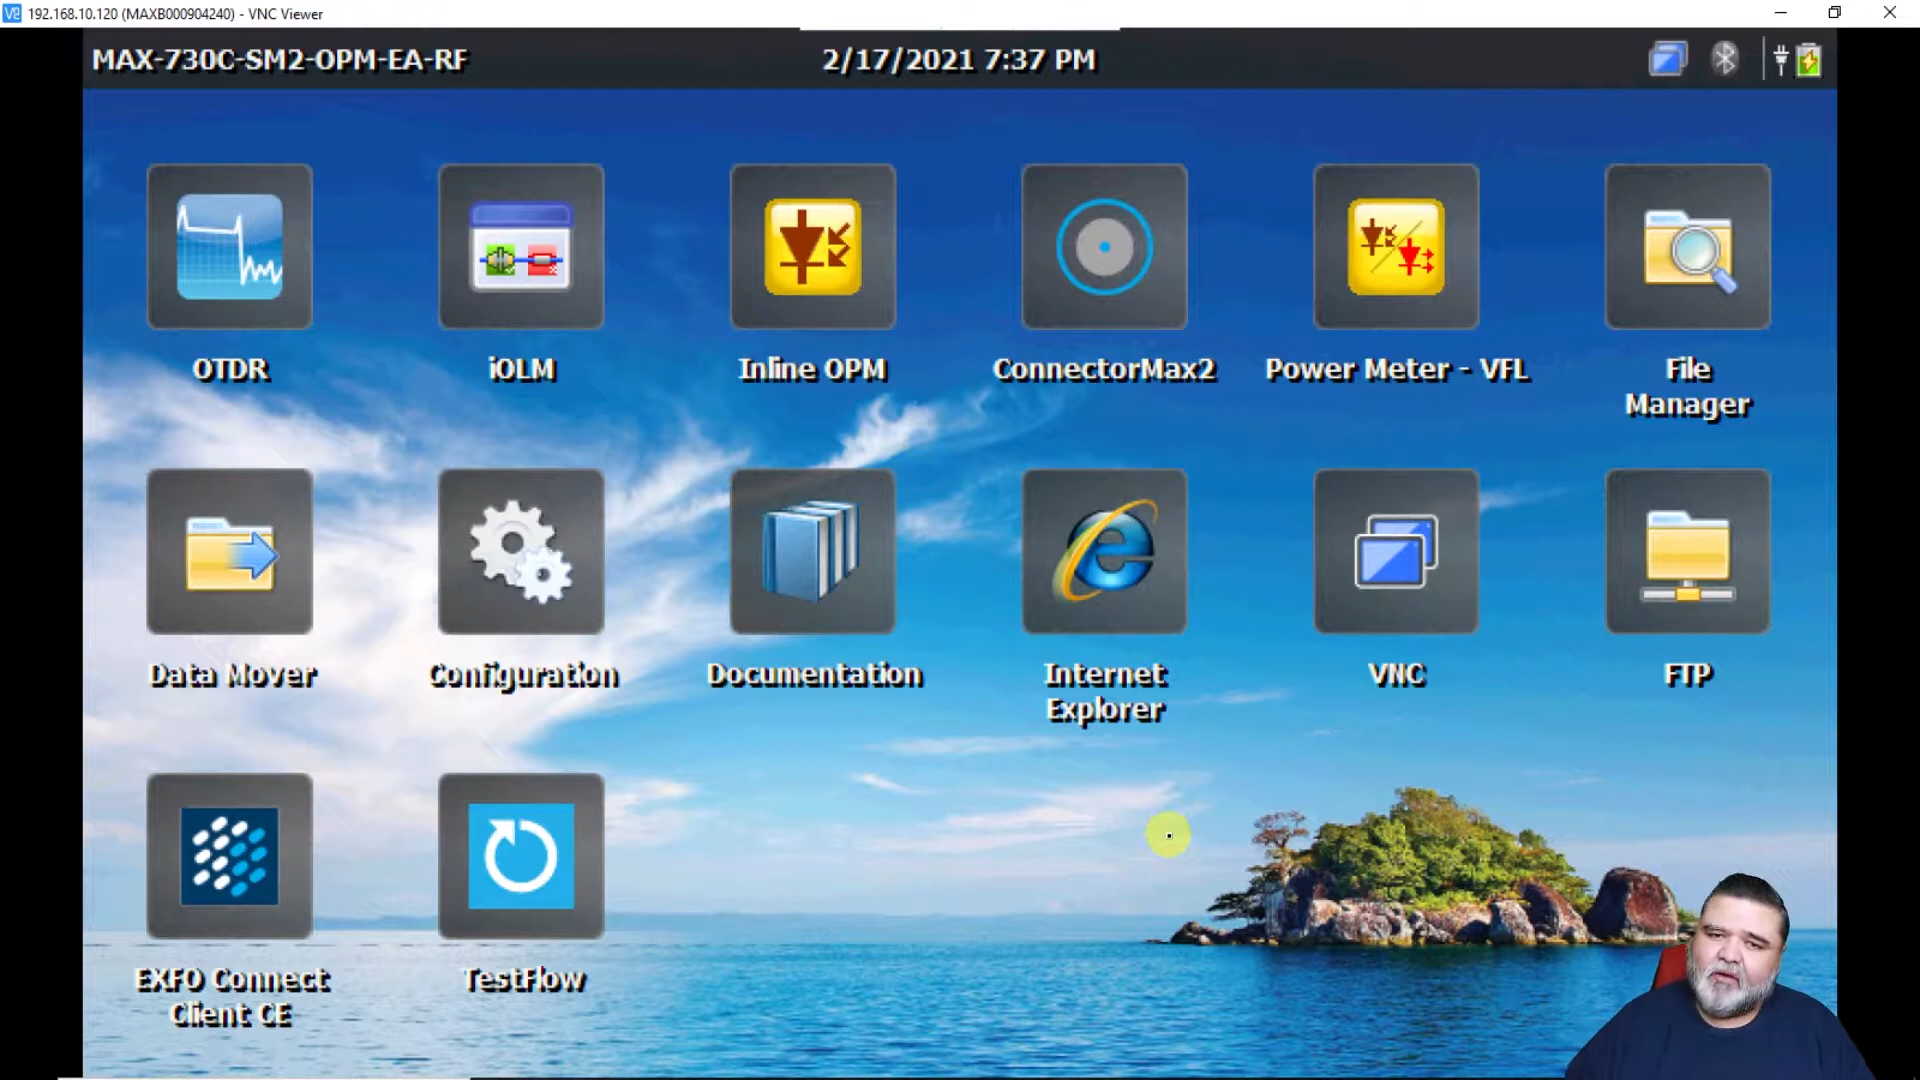 192.168.10.120 (MAXB000904240) - VNC Viewer
MAX-730C-SM2-OPM-EA-RF
2/17/2021 7:37 PM
OTDR
iOLM
Inline OPM
ConnectorMax2
Power Meter - VFL
File
Manager
Data Mover
Configuration
Documentation
Internet
Explorer
VNC
FTP
EXFO Connect
Client CE
TestFlow